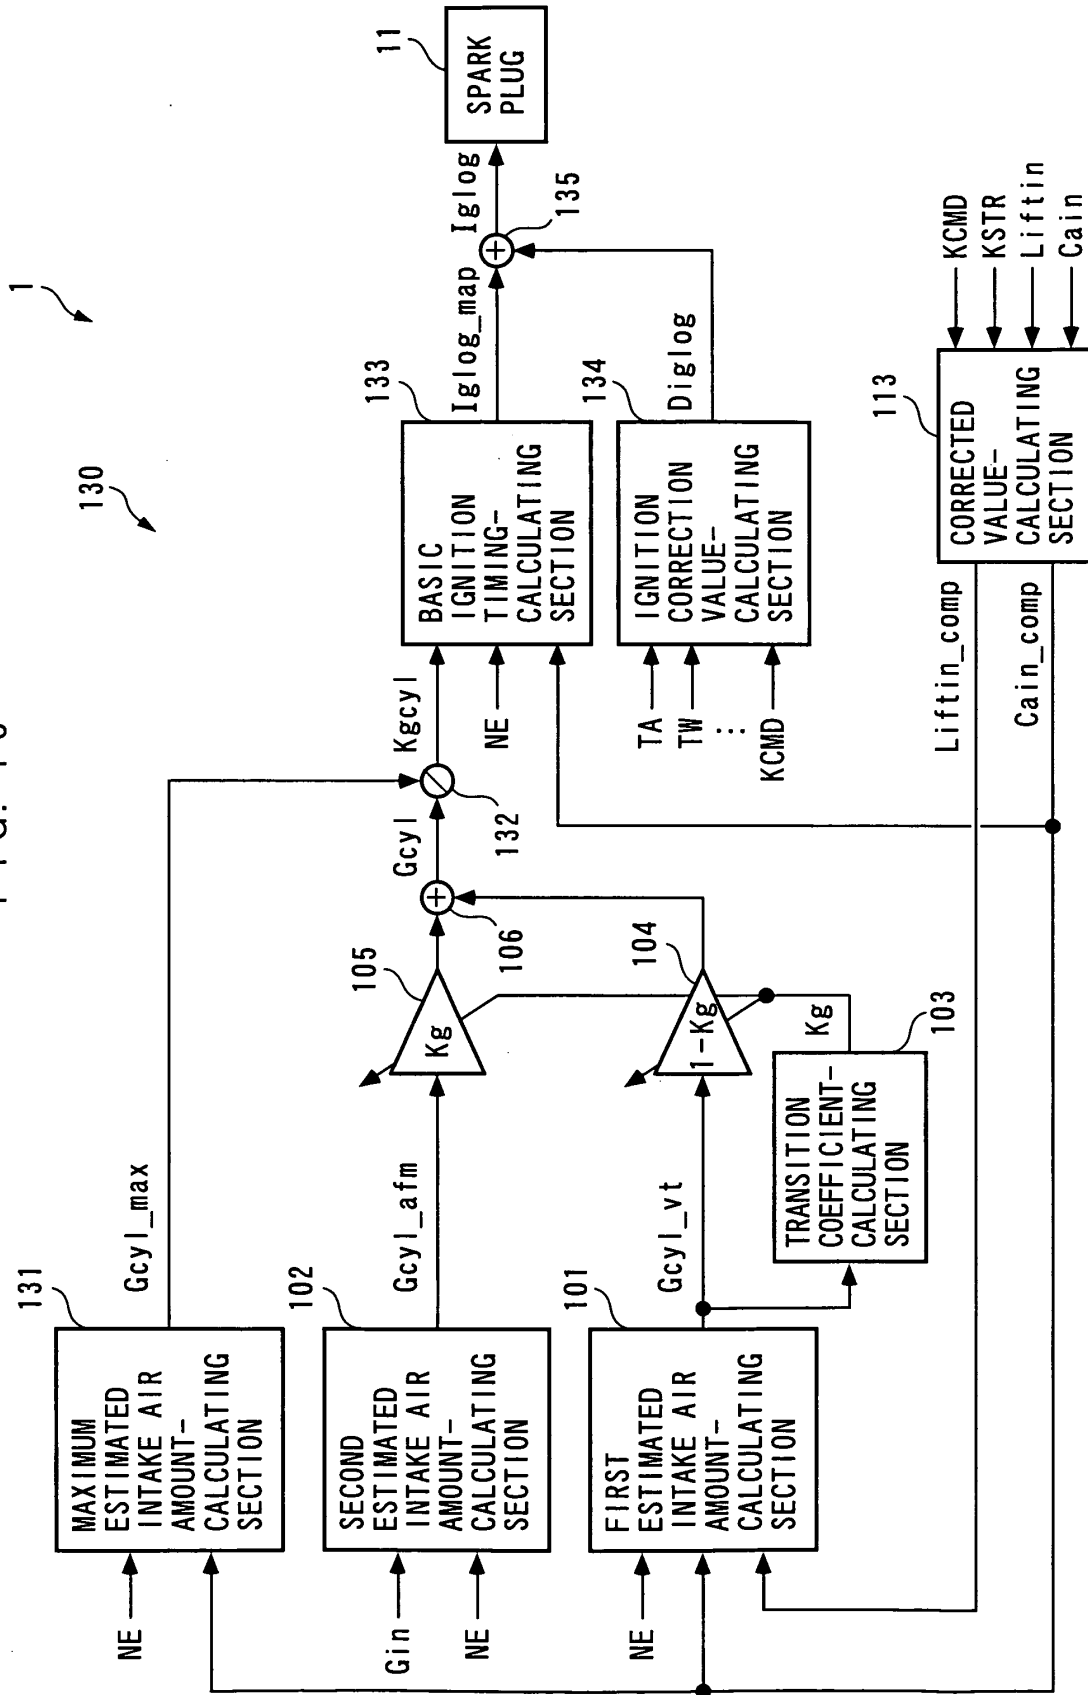 1
130
131
MAXIMUM
ESTIMATED
INTAKE AIR
AMOUNT-
CALCULATING
SECTION
NE
Gcyl_max
102
SECOND
ESTIMATED
INTAKE AIR
AMOUNT-
CALCULATING
SECTION
Gin
NE
Gcyl_afm
101
FIRST
ESTIMATED
INTAKE AIR
AMOUNT-
CALCULATING
SECTION
NE
Gcyl_vt
103
TRANSITION
COEFFICIENT-
CALCULATING
SECTION
Kg
105
Kg
104
1-Kg
106
+
Gcyl
132
Kgcyl
133
BASIC
IGNITION
TIMING-
CALCULATING
SECTION
NE
Iglog_map
134
IGNITION
CORRECTION
VALUE-
CALCULATING
SECTION
TA
TW
⋮
KCMD
Diglog
135
+
Iglog
11
SPARK
PLUG
113
CORRECTED
VALUE-
CALCULATING
SECTION
KCMD
KSTR
Liftin
Cain
Liftin_comp
Cain_comp